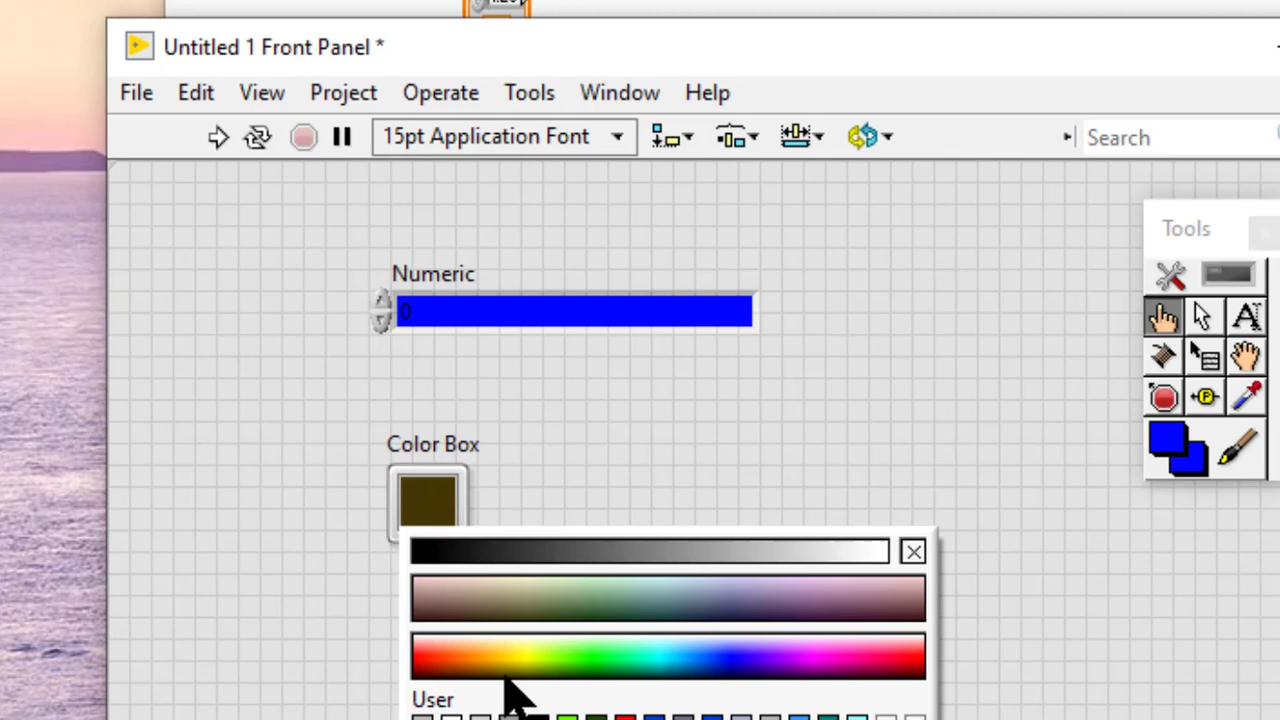 Untitled 1 Front Panel *
File Edit View Project Operate Tools Window Help
15pt Application Font
Search
Tools
Numeric
0
Color Box
User